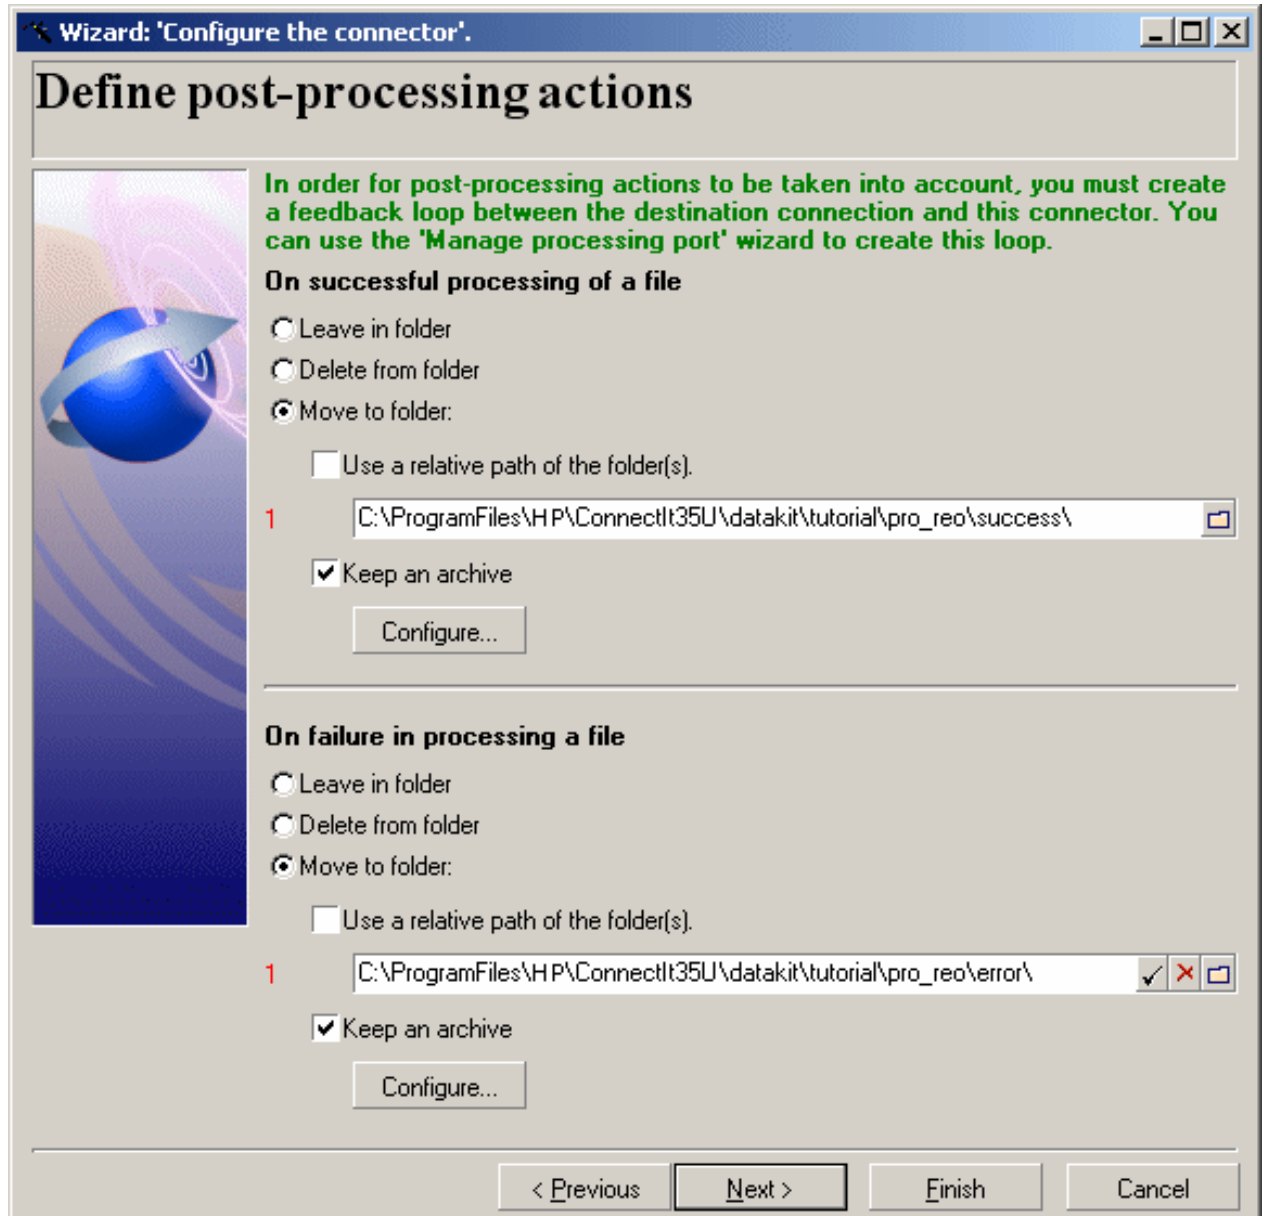 Wizard: 'Configure the connector'.
Define post-processing actions
In order for post-processing actions to be taken into account, you must create
a feedback loop between the destination connection and this connector. You
can use the 'Manage processing port' wizard to create this loop.
On successful processing of a file
Leave in folder
Delete from folder
Move to folder:
Use a relative path of the folder(s).
1 C:\ProgramFiles\HP\ConnectIt35U\datakit\tutorial\pro_reo\success\
Keep an archive
Configure...
On failure in processing a file
Leave in folder
Delete from folder
Move to folder:
Use a relative path of the folder(s).
1 C:\ProgramFiles\HP\ConnectIt35U\datakit\tutorial\pro_reo\error\
Keep an archive
Configure...
< Previous Next > Finish Cancel